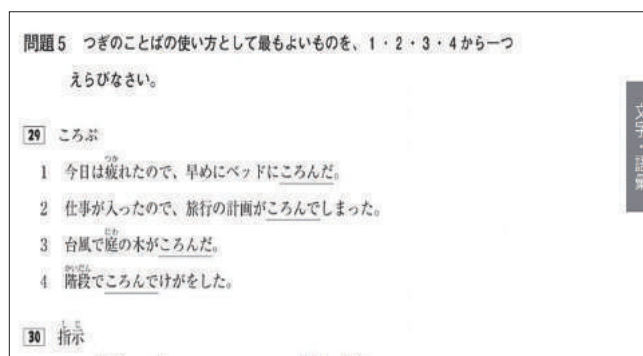 問題5 つぎのことばの使い方として最もよいものを、1・2・3・4から一つ
えらびなさい。
文字・語彙
29 ころぶ
1 今日は疲れたので、早めにベッドにころんだ。
2 仕事が入ったので、旅行の計画がころんでしまった。
3 台風で庭の木がころんだ。
4 階段でころんでけがをした。
30 指示